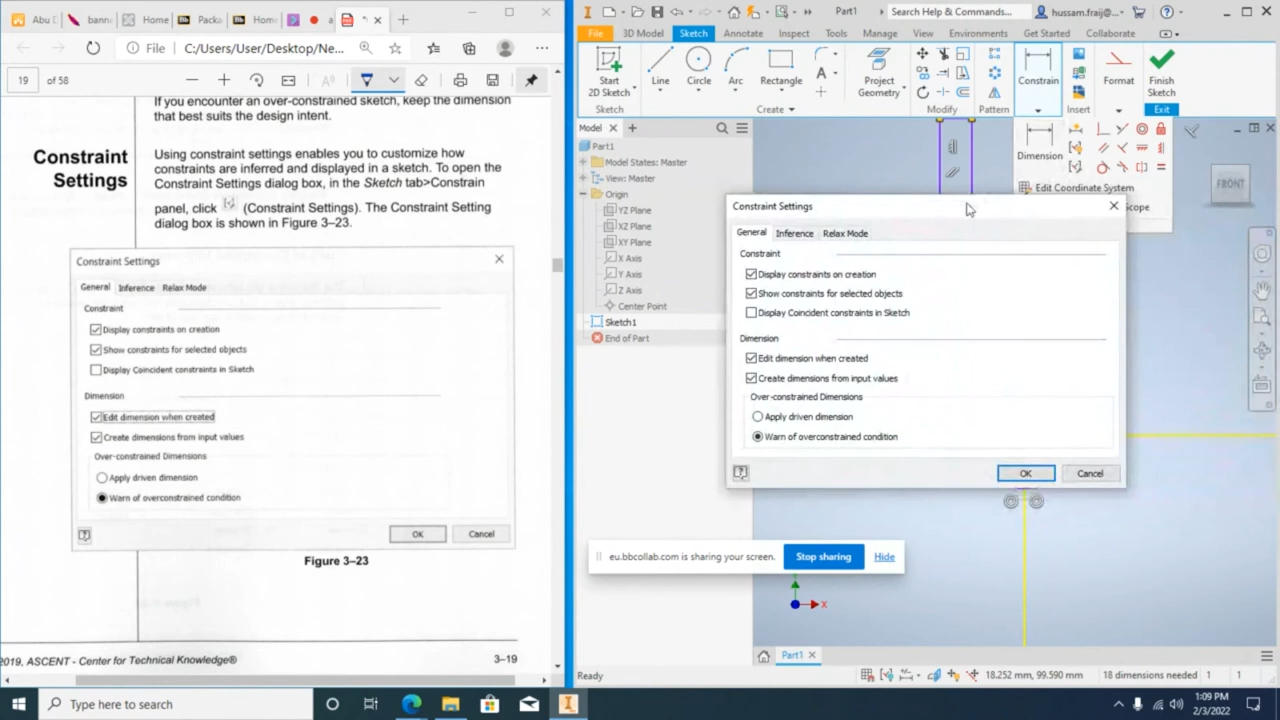 Abu E
bann
Home
Packa
Home
a
File
C:/Users/User/Desktop/Ne...
19
of 58
If you encounter an over-constrained sketch, keep the dimension
that best suits the design intent.
Constraint
Settings
Using constraint settings enables you to customize how
constraints are inferred and displayed in a sketch. To open the
Constraint Settings dialog box, in the Sketch tab>Constrain
panel, click (Constraint Settings). The Constraint Setting
dialog box is shown in Figure 3–23.
Constraint Settings
General
Inference
Relax Mode
Constraint
Display constraints on creation
Show constraints for selected objects
Display Coincident constraints in Sketch
Dimension
Edit dimension when created
Create dimensions from input values
Over-constrained Dimensions
Apply driven dimension
Warn of overconstrained condition
OK
Cancel
Figure 3–23
2019, ASCENT - Center for Technical Knowledge®
3–19
Part1
Search Help & Commands...
hussam.fraij@...
File
3D Model
Sketch
Annotate
Inspect
Tools
Manage
View
Environments
Get Started
Collaborate
Start
2D Sketch
Line
Circle
Arc
Rectangle
A
Project
Geometry
Constrain
Format
Finish
Sketch
Sketch
Create
Modify
Pattern
Insert
Exit
Model
Dimension
Edit Coordinate System
cope
FRONT
Part1
Model States: Master
View: Master
Origin
YZ Plane
XZ Plane
XY Plane
X Axis
Y Axis
Z Axis
Center Point
Sketch1
End of Part
Constraint Settings
General
Inference
Relax Mode
Constraint
Display constraints on creation
Show constraints for selected objects
Display Coincident constraints in Sketch
Dimension
Edit dimension when created
Create dimensions from input values
Over-constrained Dimensions
Apply driven dimension
Warn of overconstrained condition
OK
Cancel
eu.bbcollab.com is sharing your screen.
Stop sharing
Hide
X
Part1
Ready
18.252 mm, 99.590 mm
18 dimensions needed
1
1
Type here to search
1:09 PM
2/3/2022